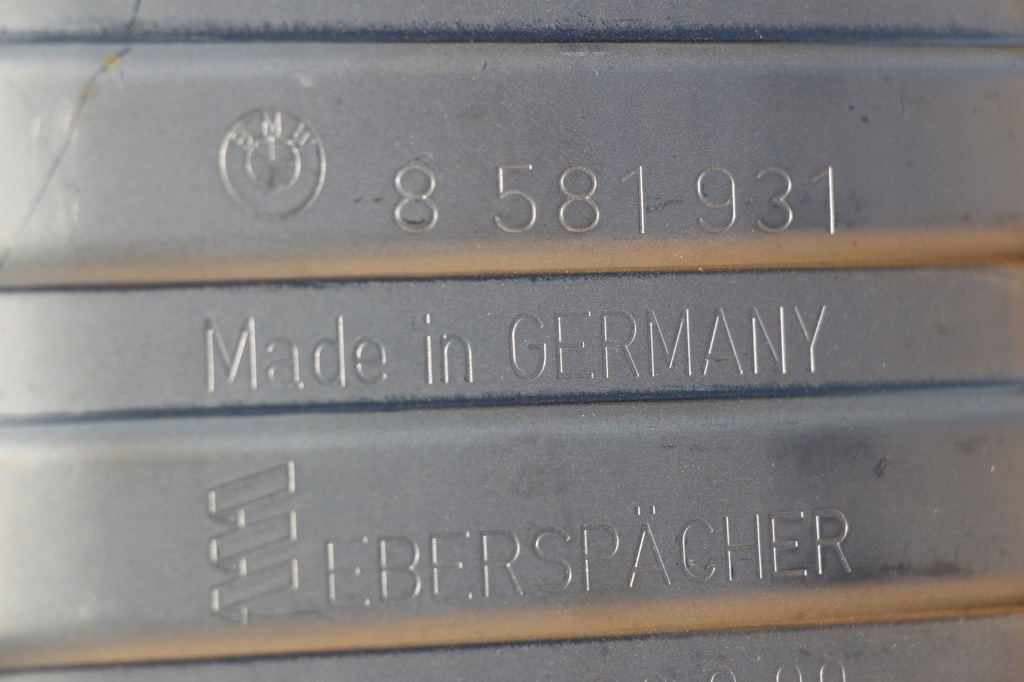 BMW 8 581 931
Made in GERMANY
EBERSPÄCHER